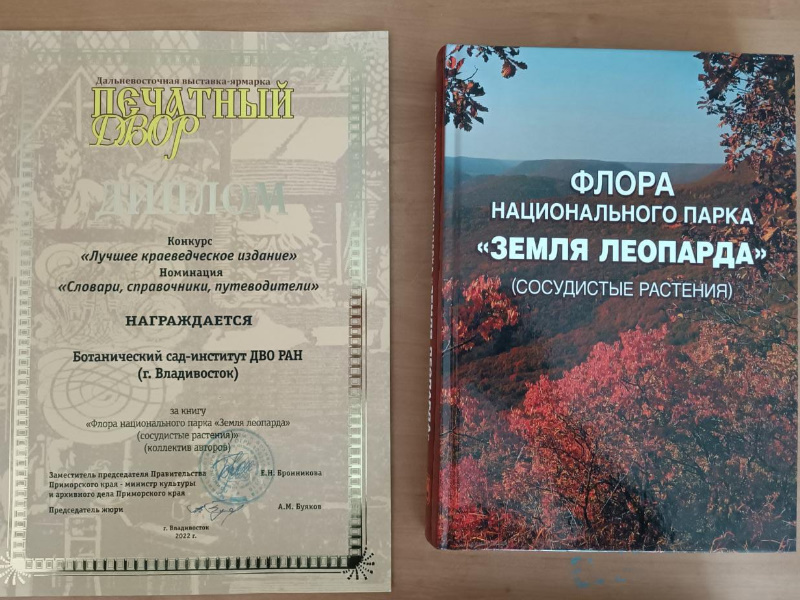 Дальневосточная выставка-ярмарка
ПЕЧАТНЫЙ
ДВОР
ДИПЛОМ
Конкурс
«Лучшее краеведческое издание»
Номинация
«Словари, справочники, путеводители»
НАГРАЖДАЕТСЯ
Ботанический сад-институт ДВО РАН
(г. Владивосток)
за книгу
«Флора национального парка «Земля леопарда»
(сосудистые растения)»
(коллектив авторов)
Заместитель председателя Правительства
Приморского края - министр культуры
и архивного дела Приморского края
Е.Н. Бронникова
Председатель жюри
А.М. Буяков
г. Владивосток
2022 г.
ФЛОРА
НАЦИОНАЛЬНОГО ПАРКА
«ЗЕМЛЯ ЛЕОПАРДА»
(СОСУДИСТЫЕ РАСТЕНИЯ)